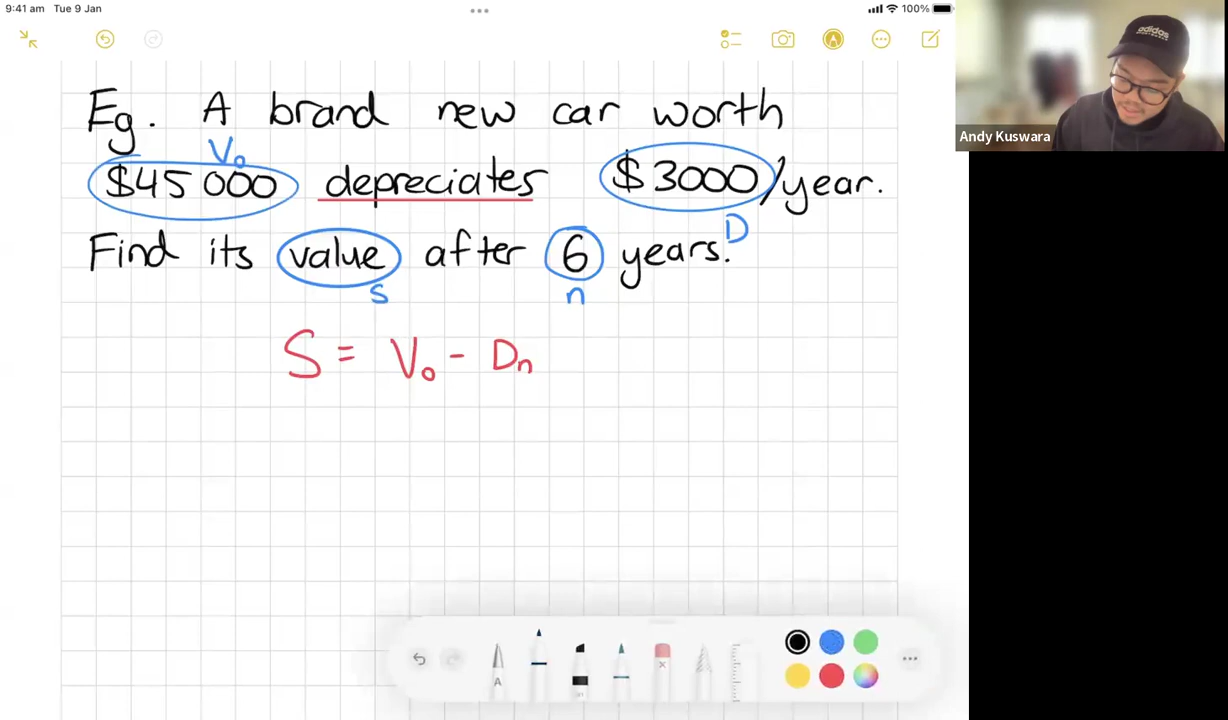 9:41 am Tue 9 Jan
100%
adidas
Andy Kuswara
Eg. A brand new car worth
V₀
$45 000 depreciates $3000/year.
D
Find its value after 6 years.
S n
S = V₀ - Dn
A